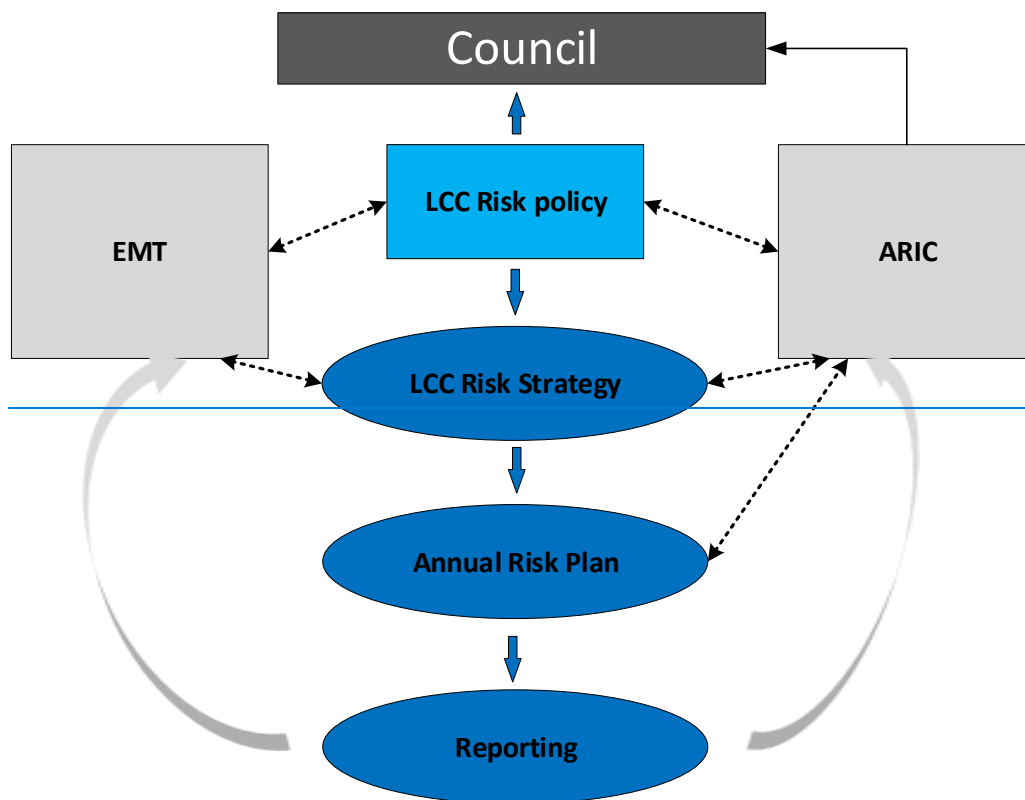 Council
LCC Risk policy
EMT
ARIC
LCC Risk Strategy
Annual Risk Plan
Reporting